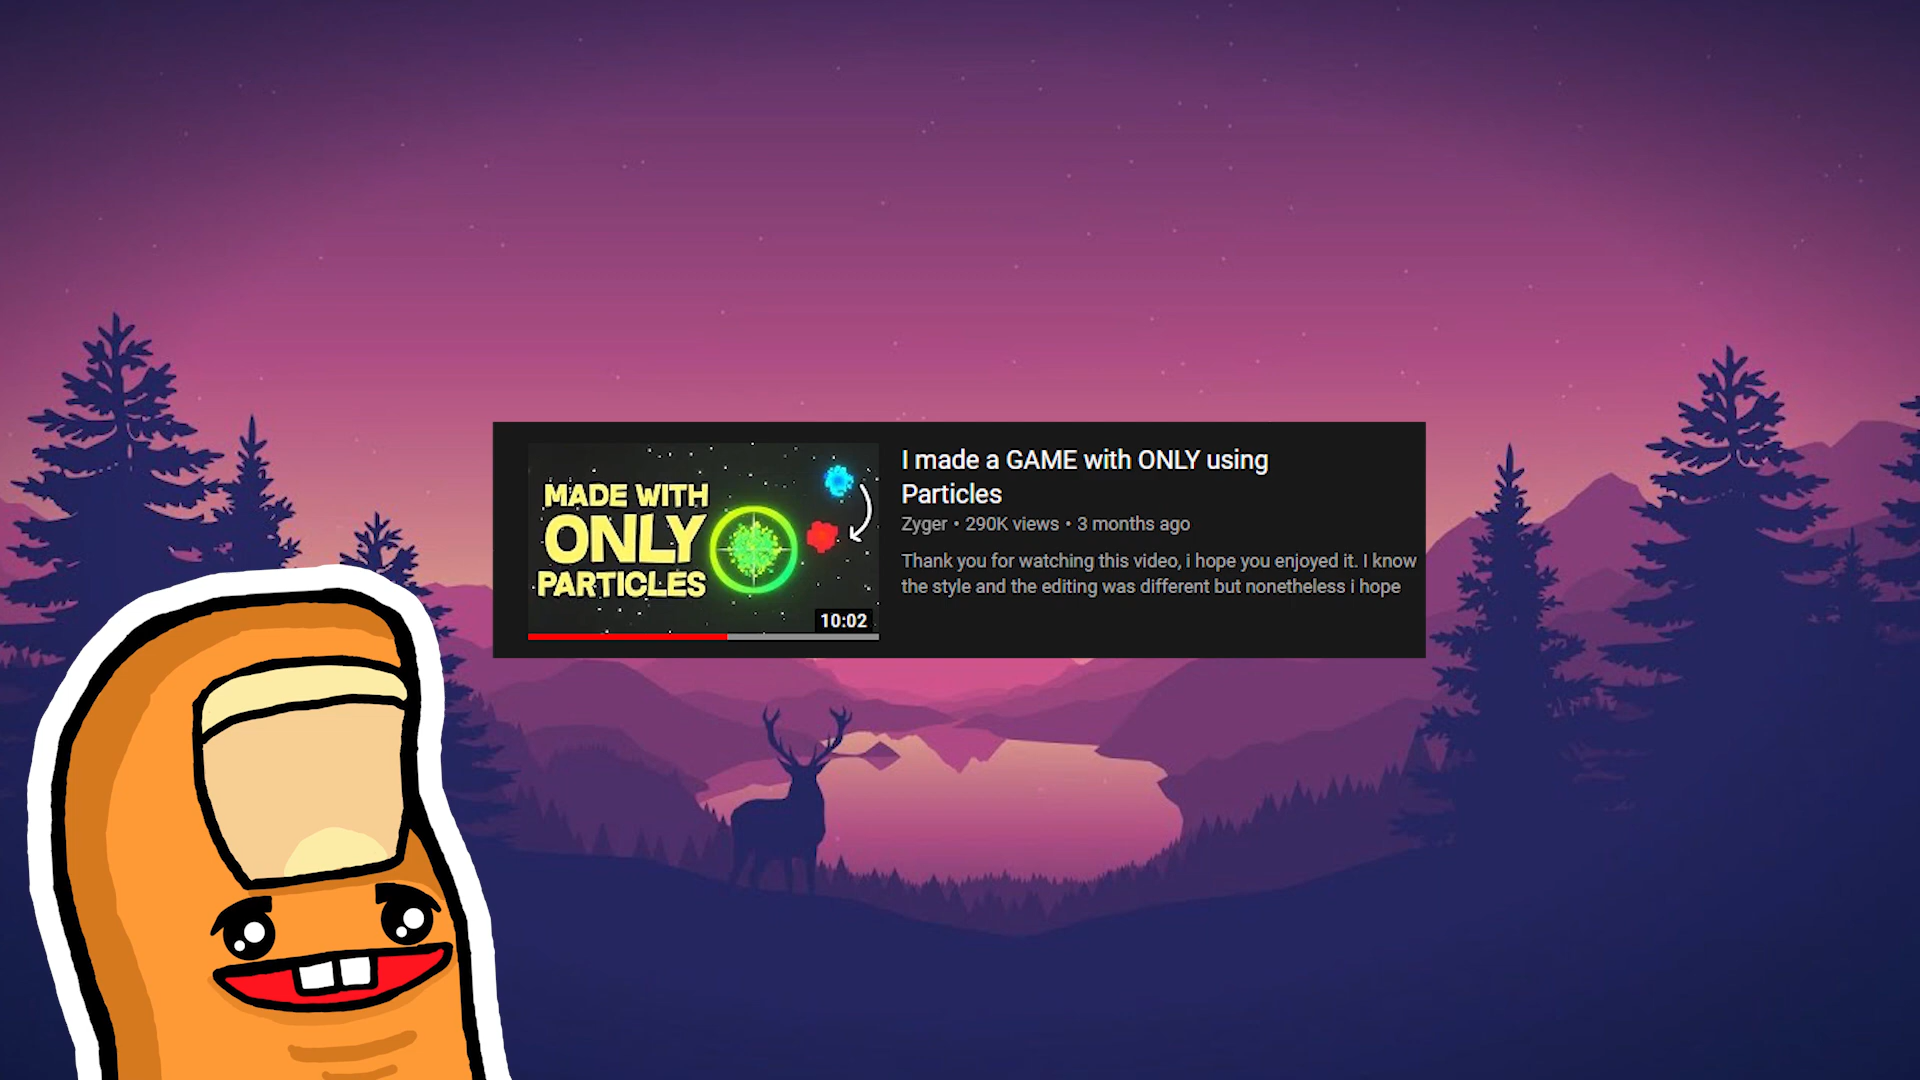 MADE WITH
ONLY
PARTICLES
10:02
I made a GAME with ONLY using
Particles
Zyger • 290K views • 3 months ago
Thank you for watching this video, i hope you enjoyed it. I know
the style and the editing was different but nonetheless i hope